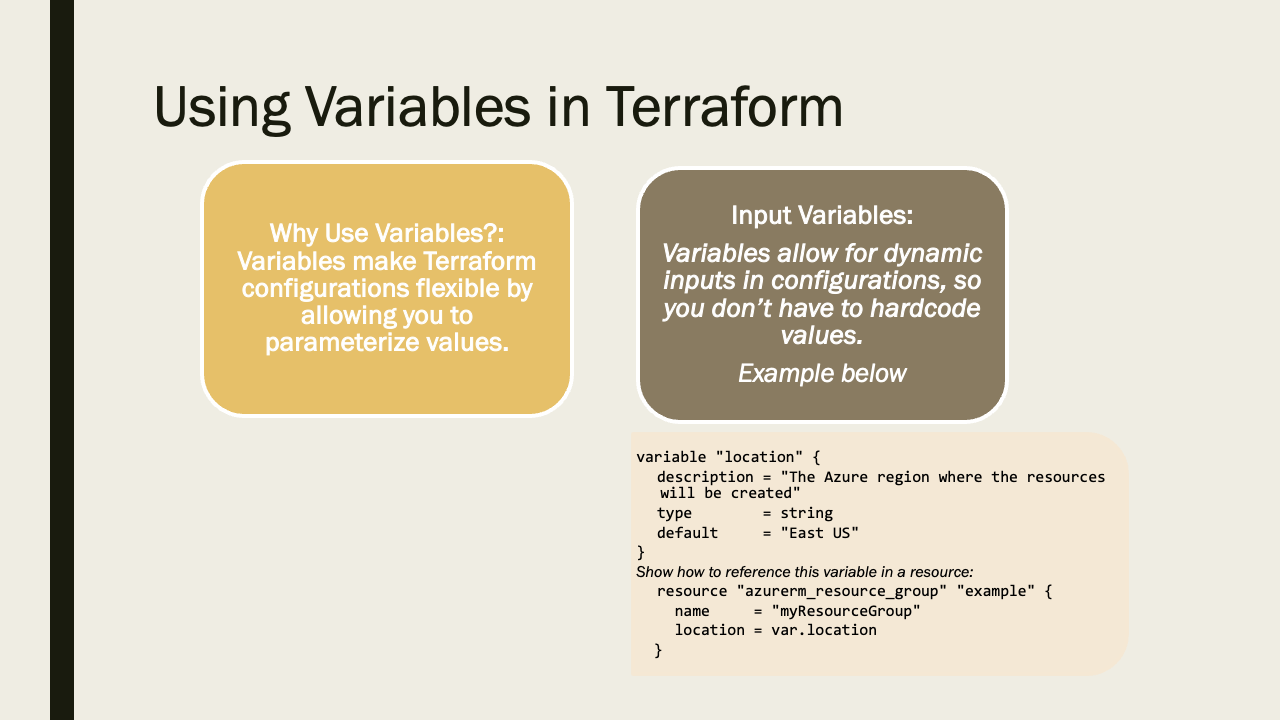 Using Variables in Terraform
Why Use Variables?:
Variables make Terraform
configurations flexible by
allowing you to
parameterize values.
Input Variables:
Variables allow for dynamic
inputs in configurations, so
you don’t have to hardcode
values.
Example below
variable "location" {
  description = "The Azure region where the resources
  will be created"
  type        = string
  default     = "East US"
}
Show how to reference this variable in a resource:
  resource "azurerm_resource_group" "example" {
    name     = "myResourceGroup"
    location = var.location
  }